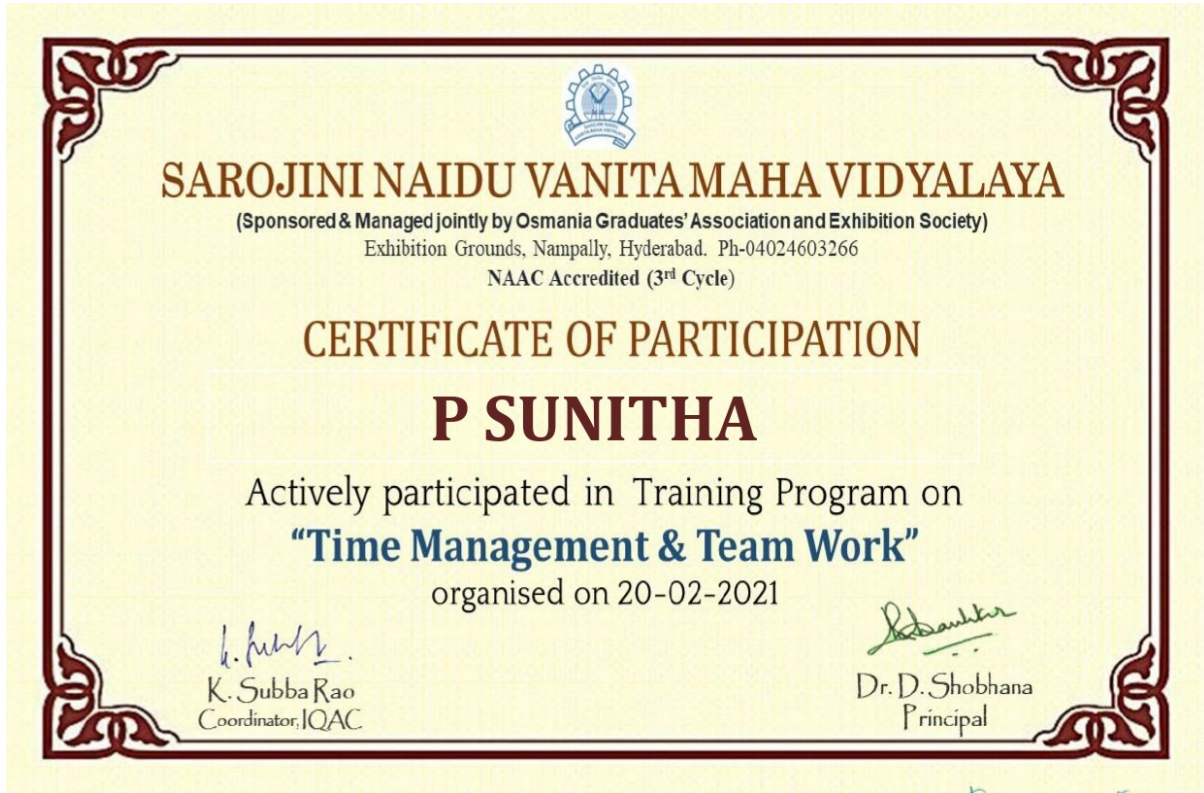 SAROJINI NAIDU VANITA MAHA VIDYALAYA
(Sponsored & Managed jointly by Osmania Graduates' Association and Exhibition Society)
Exhibition Grounds, Nampally, Hyderabad. Ph-04024603266
NAAC Accredited (3rd Cycle)
CERTIFICATE OF PARTICIPATION
P SUNITHA
Actively participated in Training Program on
“Time Management & Team Work”
organised on 20-02-2021
K. Subba Rao
Coordinator, IQAC
Dr. D. Shobhana
Principal